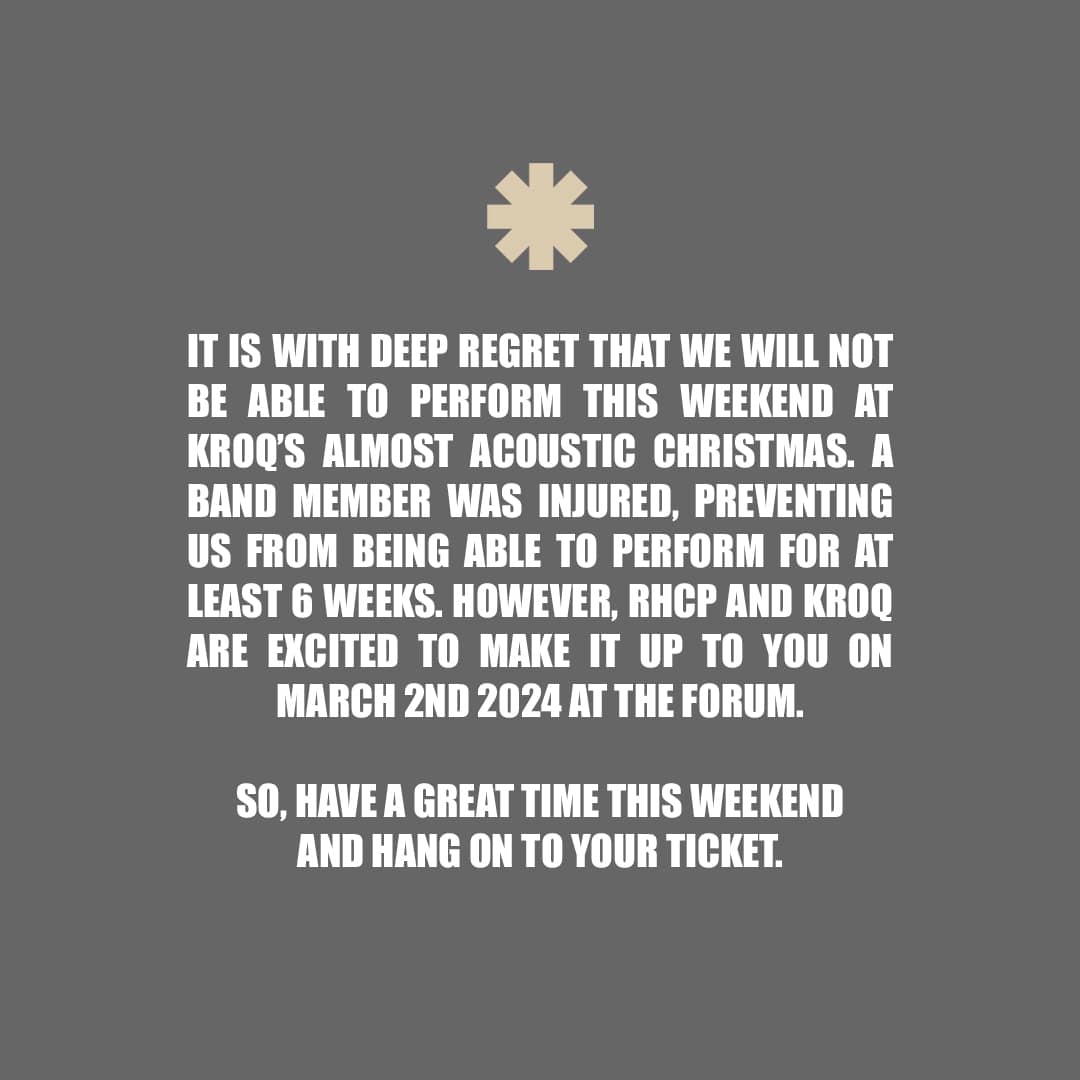 IT IS WITH DEEP REGRET THAT WE WILL NOT
BE ABLE TO PERFORM THIS WEEKEND AT
KROQ'S ALMOST ACOUSTIC CHRISTMAS. A
BAND MEMBER WAS INJURED, PREVENTING
US FROM BEING ABLE TO PERFORM FOR AT
LEAST 6 WEEKS. HOWEVER, RHCP AND KROQ
ARE EXCITED TO MAKE IT UP TO YOU ON
MARCH 2ND 2024 AT THE FORUM.
SO, HAVE A GREAT TIME THIS WEEKEND
AND HANG ON TO YOUR TICKET.